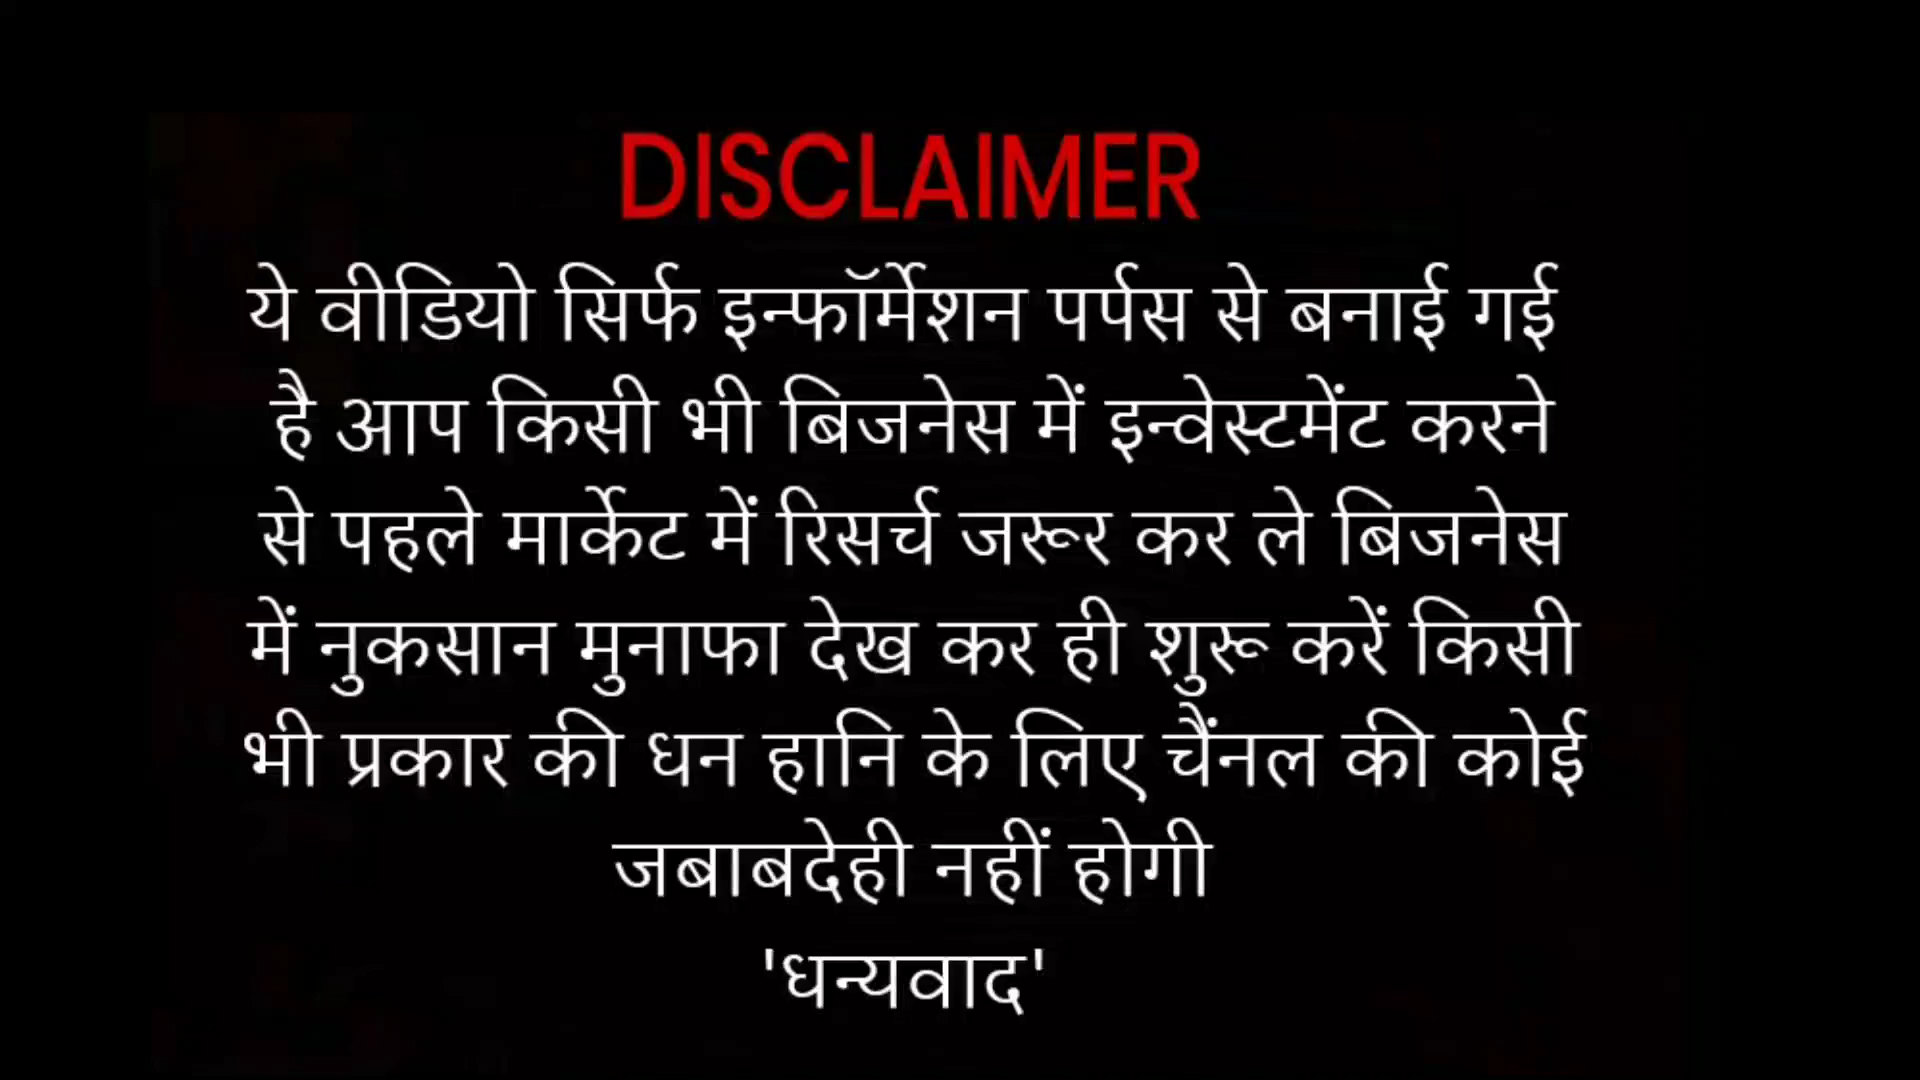 DISCLAIMER
ये वीडियो सिर्फ इन्फॉर्मेशन पर्पस से बनाई गई
है आप किसी भी बिजनेस में इन्वेस्टमेंट करने
से पहले मार्केट में रिसर्च जरूर कर ले बिजनेस
में नुकसान मुनाफा देख कर ही शुरू करें किसी
भी प्रकार की धन हानि के लिए चैंनल की कोई
जबाबदेही नहीं होगी
'धन्यवाद'